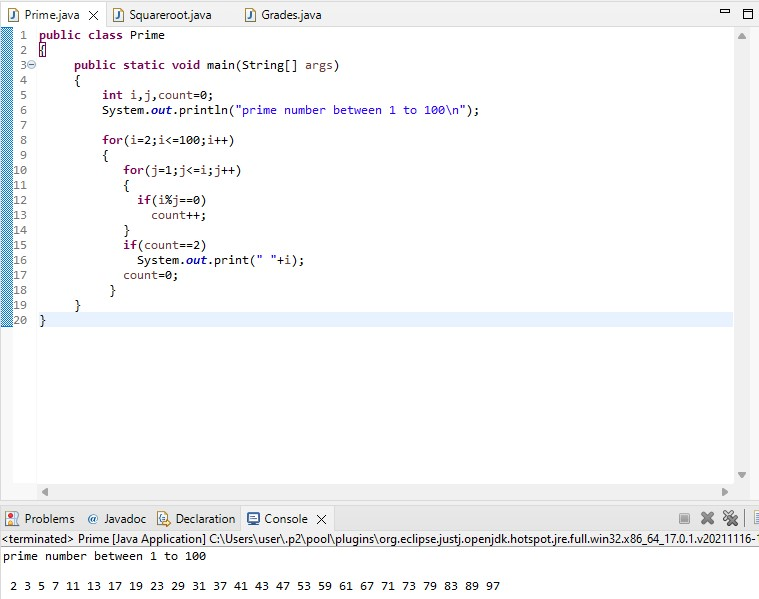 Prime.java Squareroot.java Grades.java
1 public class Prime
2 {
3 public static void main(String[] args)
4 {
5 int i,j,count=0;
6 System.out.println("prime number between 1 to 100\n");
7
8 for(i=2;i<=100;i++)
9 {
10 for(j=1;j<=i;j++)
11 {
12 if(i%j==0)
13 count++;
14 }
15 if(count==2)
16 System.out.print(" "+i);
17 count=0;
18 }
19 }
20 }
Problems @ Javadoc Declaration Console
<terminated> Prime [Java Application] C:\Users\user\.p2\pool\plugins\org.eclipse.justj.openjdk.hotspot.jre.full.win32.x86_64_17.0.1.v20211116-1
prime number between 1 to 100
2 3 5 7 11 13 17 19 23 29 31 37 41 43 47 53 59 61 67 71 73 79 83 89 97